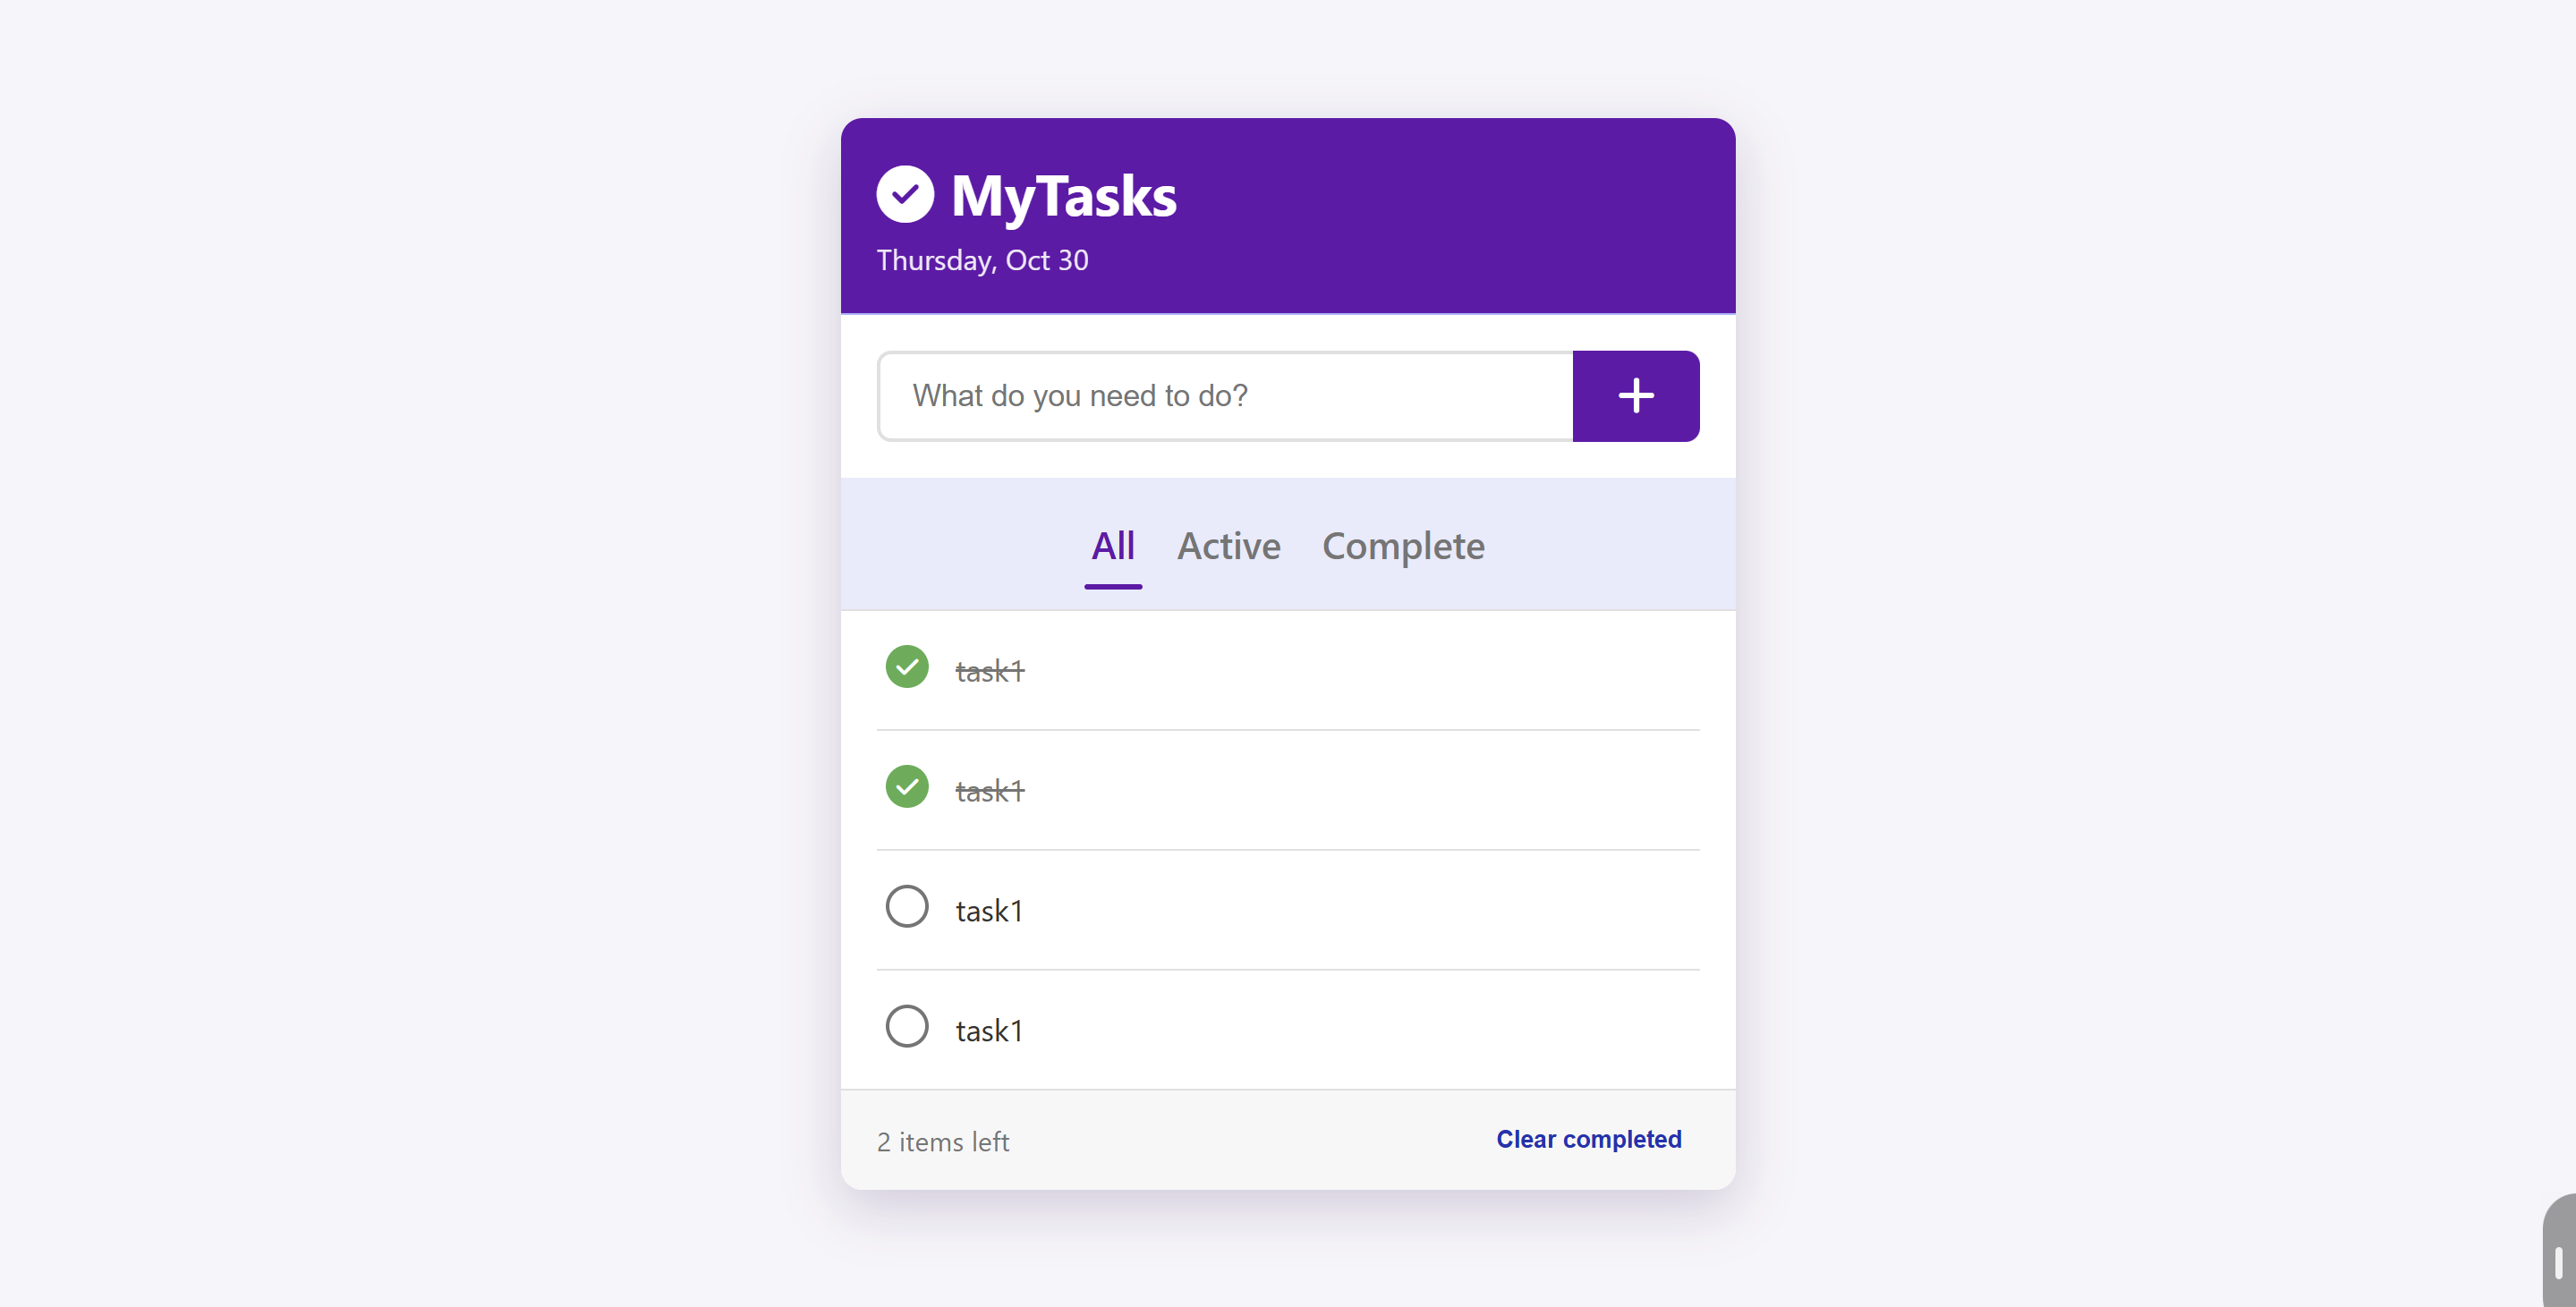 MyTasks
Thursday, Oct 30
What do you need to do?
All Active Complete
task1
task1
task1
task1
2 items left Clear completed